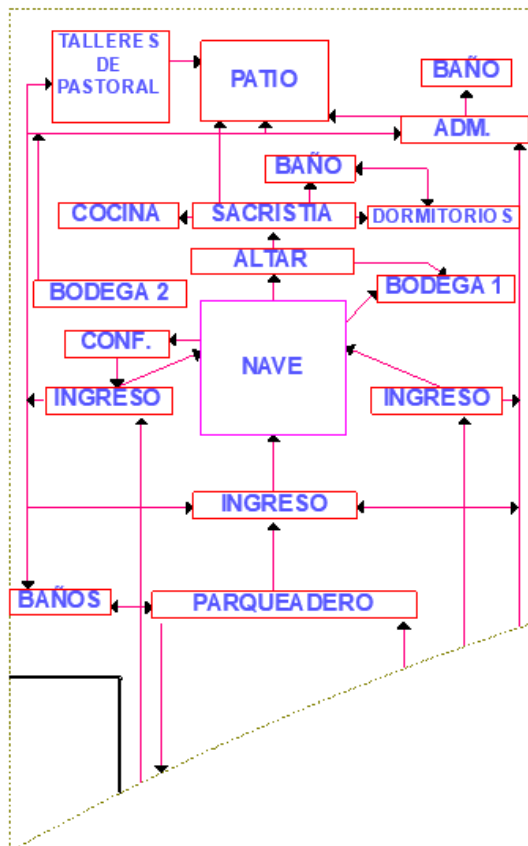 TALLERES
DE
PASTORAL
PATIO
BAÑO
ADM.
BAÑO
COCINA
SACRISTIA
DORMITORIOS
ALTAR
BODEGA 2
BODEGA 1
CONF.
NAVE
INGRESO
INGRESO
INGRESO
BAÑOS
PARQUEADERO